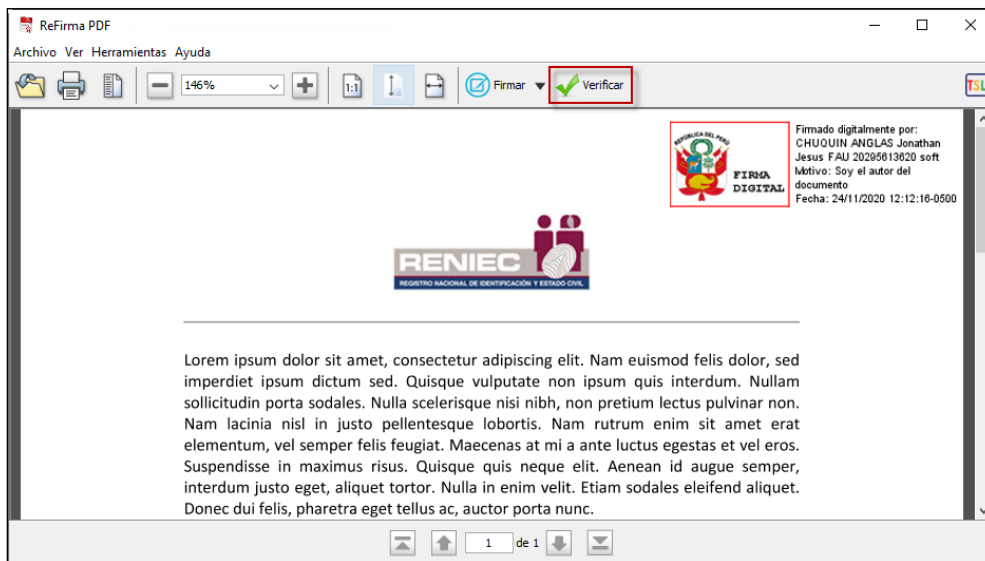 ReFirma PDF
Archivo Ver Herramientas Ayuda
146%
1:1
Firmar
Verificar
TSL
REPÚBLICA DEL PERÚ
FIRMA
DIGITAL
Firmado digitalmente por:
CHUQUIN ANGLAS Jonathan
Jesus FAU 20295613620 soft
Motivo: Soy el autor del
documento
Fecha: 24/11/2020 12:12:16-0500
RENIEC
REGISTRO NACIONAL DE IDENTIFICACIÓN Y ESTADO CIVIL
Lorem ipsum dolor sit amet, consectetur adipiscing elit. Nam euismod felis dolor, sed
imperdiet ipsum dictum sed. Quisque vulputate non ipsum quis interdum. Nullam
sollicitudin porta sodales. Nulla scelerisque nisi nibh, non pretium lectus pulvinar non.
Nam lacinia nisl in justo pellentesque lobortis. Nam rutrum enim sit amet erat
elementum, vel semper felis feugiat. Maecenas at mi a ante luctus egestas et vel eros.
Suspendisse in maximus risus. Quisque quis neque elit. Aenean id augue semper,
interdum justo eget, aliquet tortor. Nulla in enim velit. Etiam sodales eleifend aliquet.
Donec dui felis, pharetra eget tellus ac, auctor porta nunc.
1 de 1